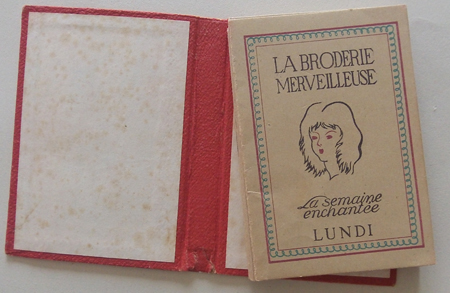 LA BRODERIE
MERVEILLEUSE
La semaine
enchantée
LUNDI